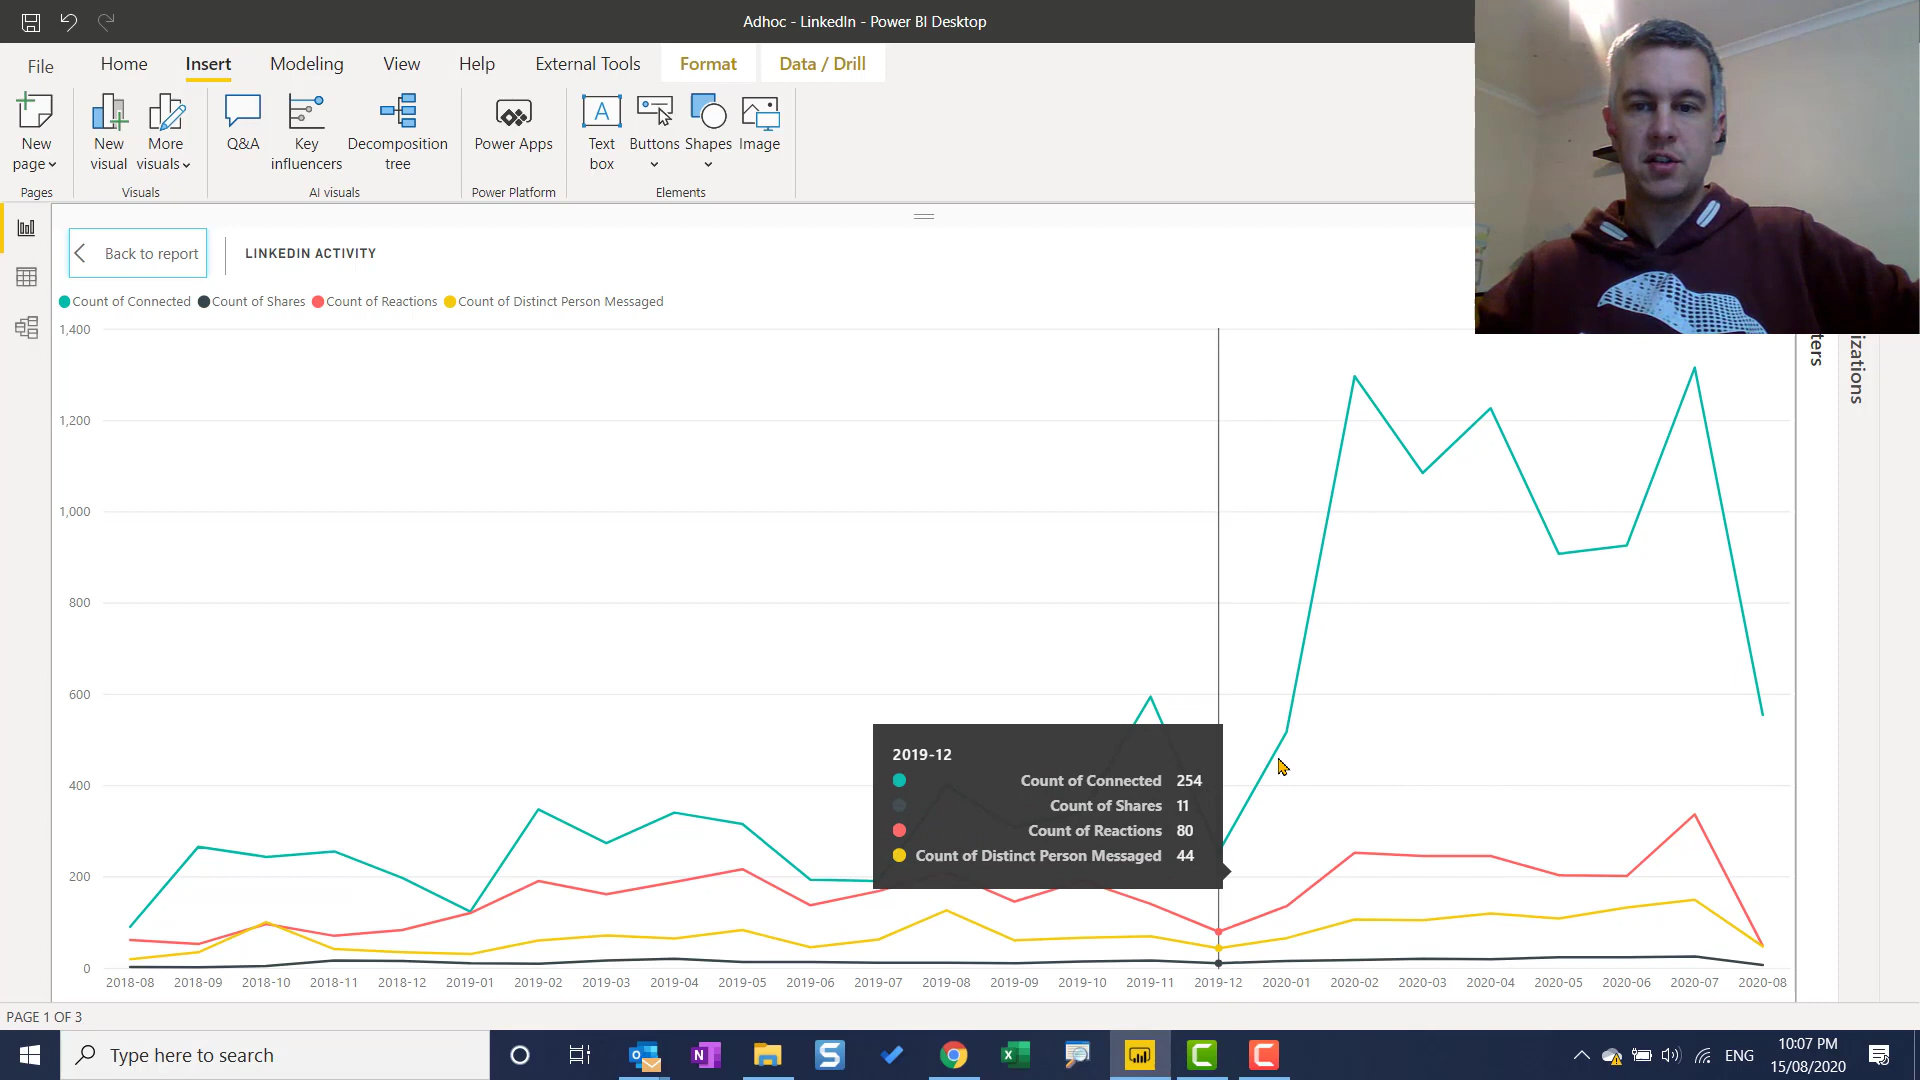 Adhoc - LinkedIn - Power BI Desktop
File
Home
Insert
Modeling
View
Help
External Tools
Format
Data / Drill
New page
New visual
More visuals
Q&A
Key influencers
Decomposition tree
Power Apps
Text box
Buttons
Shapes
Image
Pages
Visuals
AI visuals
Power Platform
Elements
Back to report
LINKEDIN ACTIVITY
Count of Connected
Count of Shares
Count of Reactions
Count of Distinct Person Messaged
ters
izations
1,400
1,200
1,000
800
600
400
200
0
2019-12
Count of Connected 254
Count of Shares 11
Count of Reactions 80
Count of Distinct Person Messaged 44
2018-08 2018-09 2018-10 2018-11 2018-12 2019-01 2019-02 2019-03 2019-04 2019-05 2019-06 2019-07 2019-08 2019-09 2019-10 2019-11 2019-12 2020-01 2020-02 2020-03 2020-04 2020-05 2020-06 2020-07 2020-08
PAGE 1 OF 3
Type here to search
ENG
10:07 PM
15/08/2020